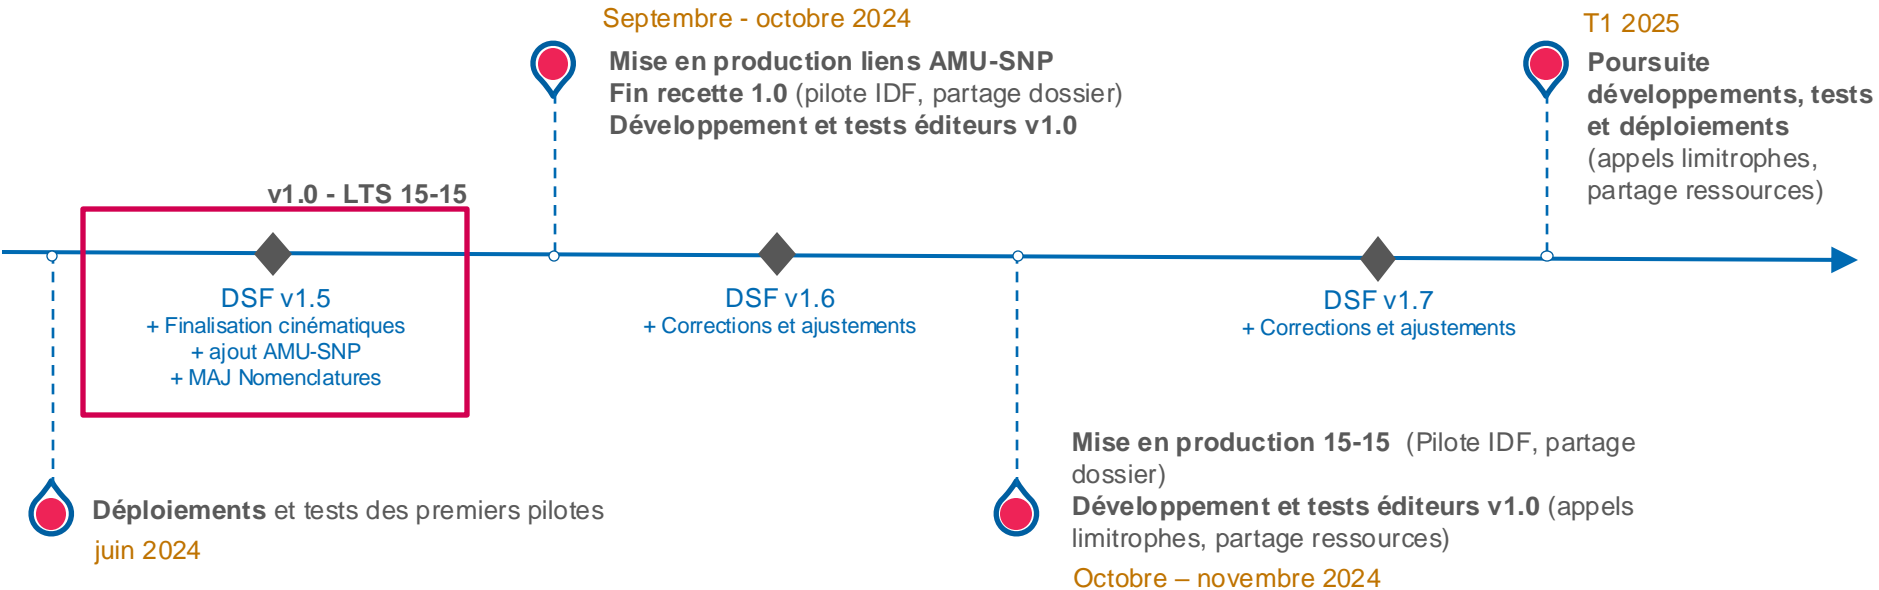 Septembre - octobre 2024
Mise en production liens AMU-SNP
Fin recette 1.0 (pilote IDF, partage dossier)
Développement et tests éditeurs v1.0
T1 2025
Poursuite
développements, tests
et déploiements
(appels limitrophes,
partage ressources)
v1.0 - LTS 15-15
DSF v1.5
+ Finalisation cinématiques
+ ajout AMU-SNP
+ MAJ Nomenclatures
DSF v1.6
+ Corrections et ajustements
DSF v1.7
+ Corrections et ajustements
Déploiements et tests des premiers pilotes
juin 2024
Mise en production 15-15 (Pilote IDF, partage
dossier)
Développement et tests éditeurs v1.0 (appels
limitrophes, partage ressources)
Octobre – novembre 2024